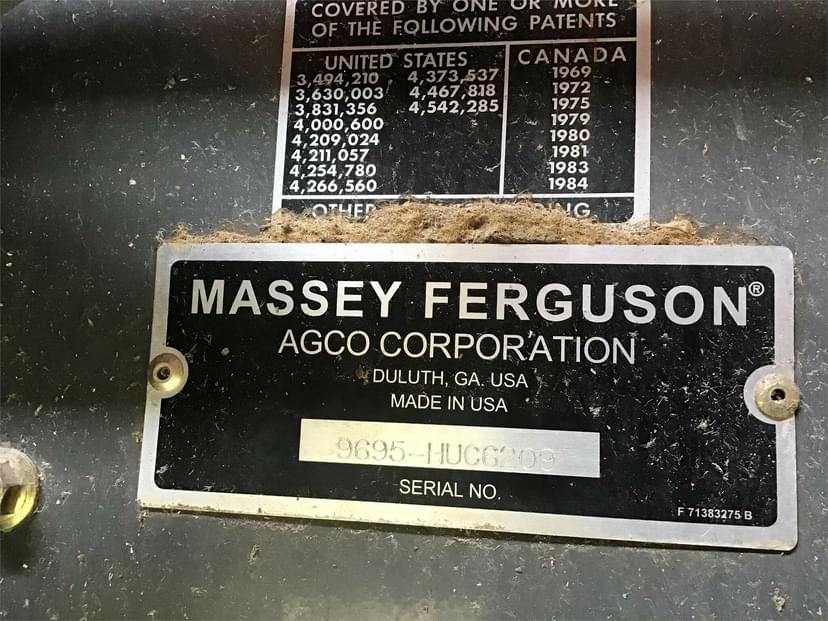 COVERED BY ONE OR MORE
OF THE FOLLOWING PATENTS
UNITED STATES
3,494,210 4,373,537
3,630,003 4,467,818
3,831,356 4,542,285
4,000,600
4,209,024
4,211,057
4,254,780
4,266,560
CANADA
1969
1972
1975
1979
1980
1981
1983
1984
MASSEY FERGUSON®
AGCO CORPORATION
DULUTH, GA. USA
MADE IN USA
9695-HUC6209
SERIAL NO.
F 71383275 B